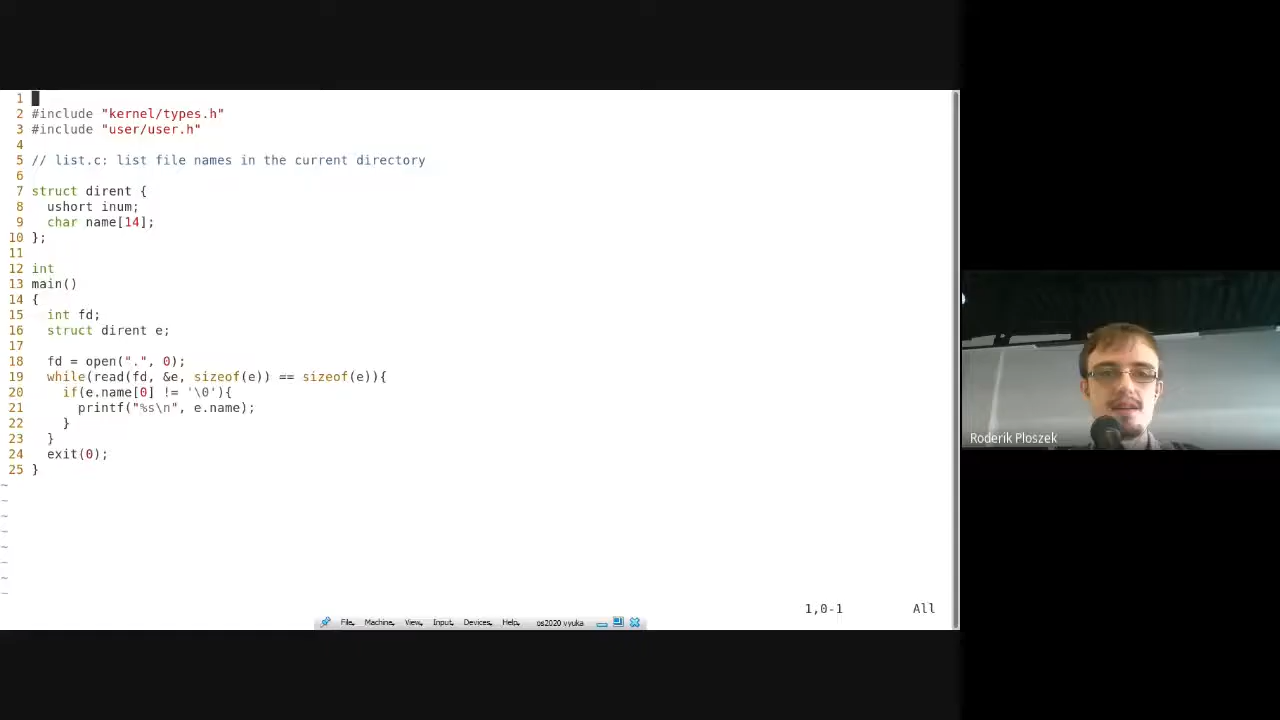 1
2 #include "kernel/types.h"
3 #include "user/user.h"
4
5 // list.c: list file names in the current directory
6
7 struct dirent {
8   ushort inum;
9   char name[14];
10 };
11
12 int
13 main()
14 {
15   int fd;
16   struct dirent e;
17
18   fd = open(".", 0);
19   while(read(fd, &e, sizeof(e)) == sizeof(e)){
20     if(e.name[0] != '\0'){
21       printf("%s\n", e.name);
22     }
23   }
24   exit(0);
25 }
~
~
~
~
~
~
~
~
1,0-1 All
File, Machine, View, Input, Devices, Help, os2020 vyuka
Roderik Ploszek